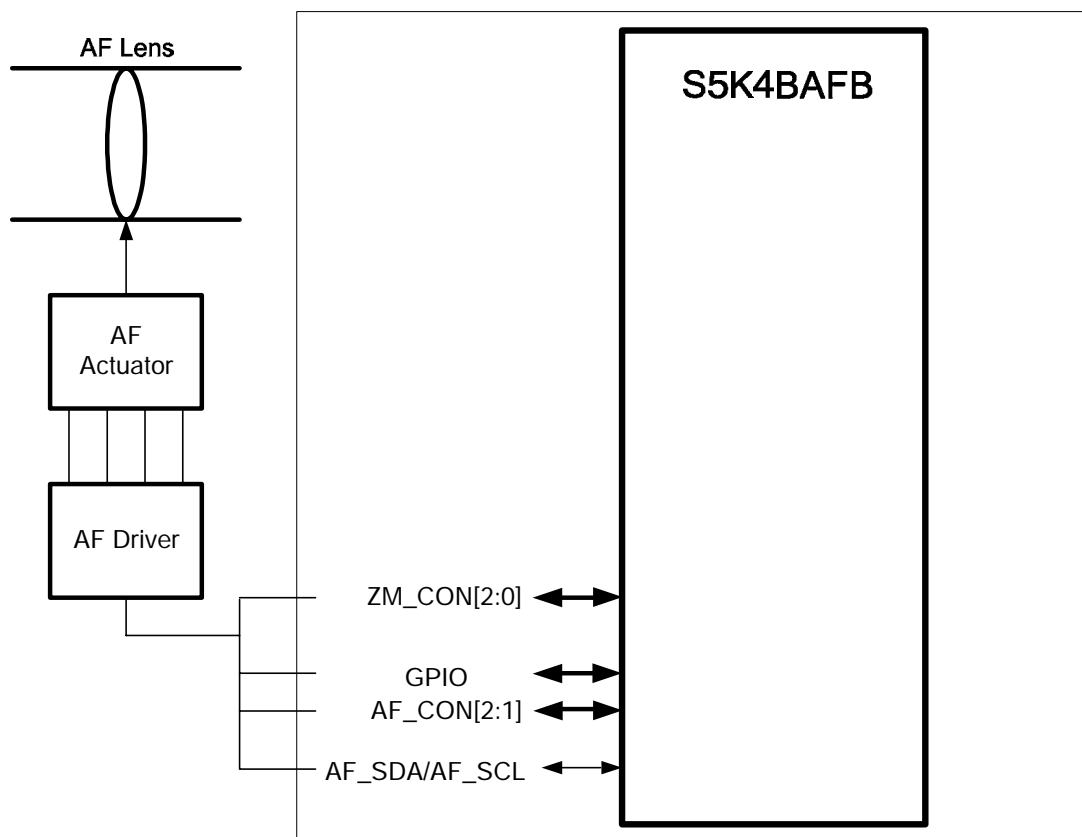 AF Lens
S5K4BAFB
AF
Actuator
AF Driver
ZM_CON[2:0]
GPIO
AF_CON[2:1]
AF_SDA/AF_SCL